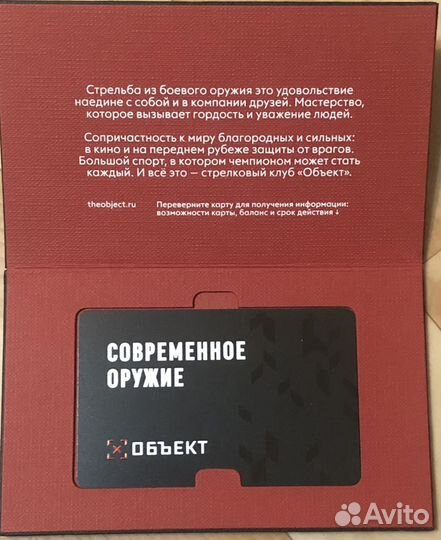 Стрельба из боевого оружия это удовольствие
наедине с собой и в компании друзей. Мастерство,
которое вызывает гордость и уважение людей.
Сопричастность к миру благородных и сильных:
в кино и на переднем рубеже защиты от врагов.
Большой спорт, в котором чемпионом может стать
каждый. И всё это – стрелковый клуб «Объект».
theobject.ru
Переверните карту для получения информации:
возможности карты, баланс и срок действия ↓
СОВРЕМЕННОЕ
ОРУЖИЕ
ОБЪЕКТ
Avito